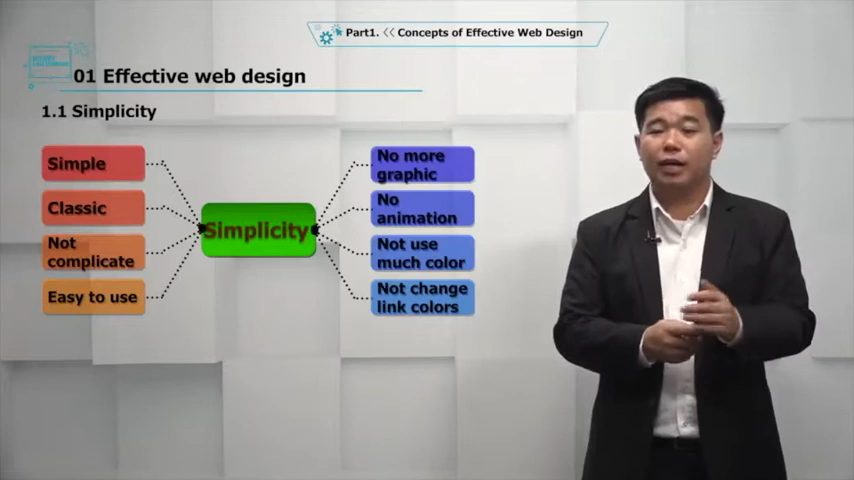 Part1. << Concepts of Effective Web Design
01 Effective web design
1.1 Simplicity
Simple
Classic
Not
complicate
Easy to use
Simplicity
No more
graphic
No
animation
Not use
much color
Not change
link colors